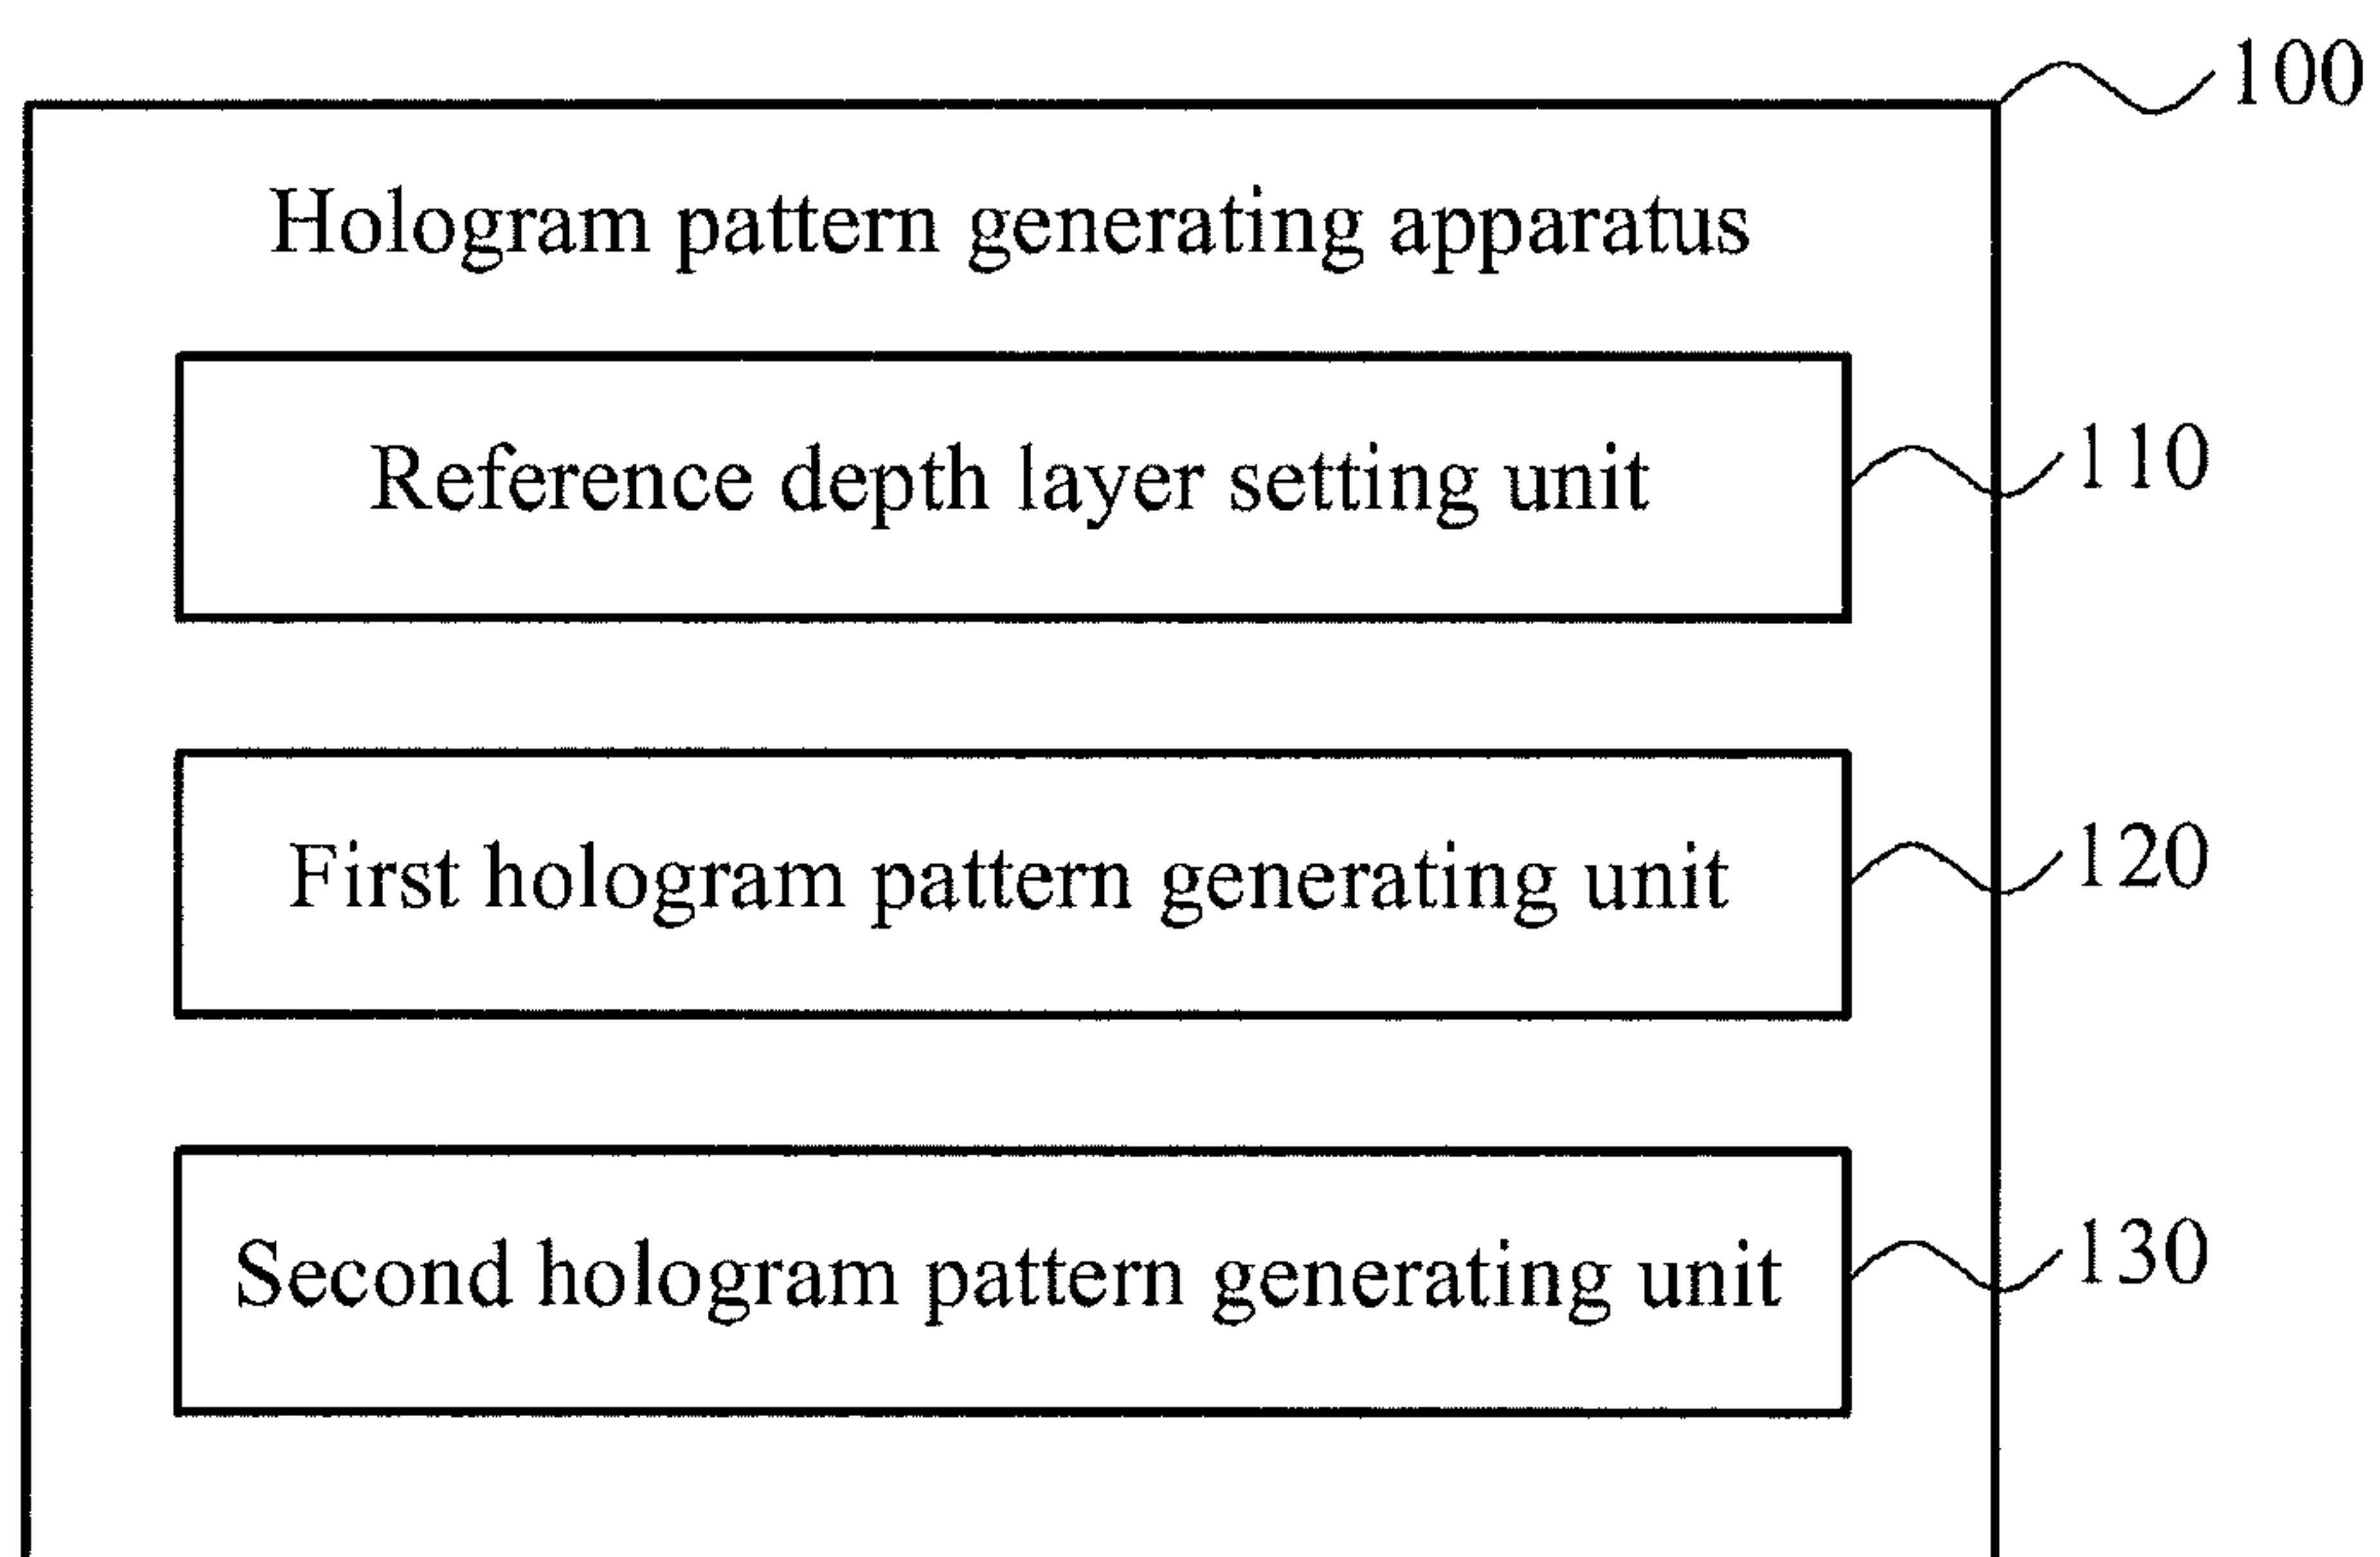 100
Hologram pattern generating apparatus
Reference depth layer setting unit
110
First hologram pattern generating unit
120
Second hologram pattern generating unit
130